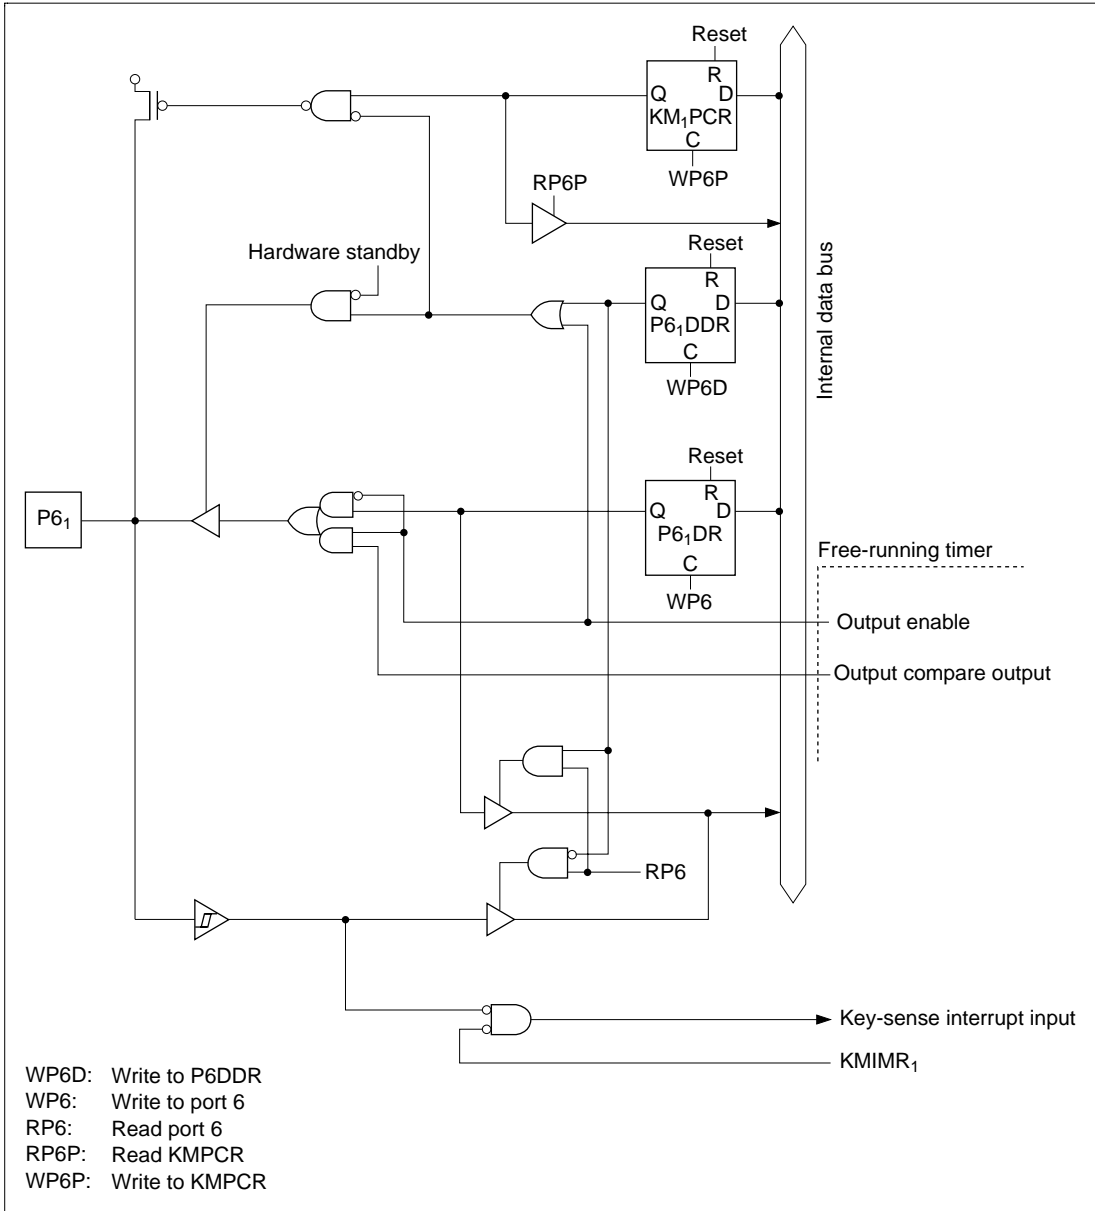 Reset
R
Q D
KM₁PCR
C
WP6P
RP6P
Reset
Hardware standby
R
Q D
P6₁DDR
C
WP6D
Internal data bus
Reset
R
Q D
P6₁
P6₁DR
C
WP6
Free-running timer
Output enable
Output compare output
RP6
Key-sense interrupt input
KMIMR₁
WP6D: Write to P6DDR
WP6: Write to port 6
RP6: Read port 6
RP6P: Read KMPCR
WP6P: Write to KMPCR